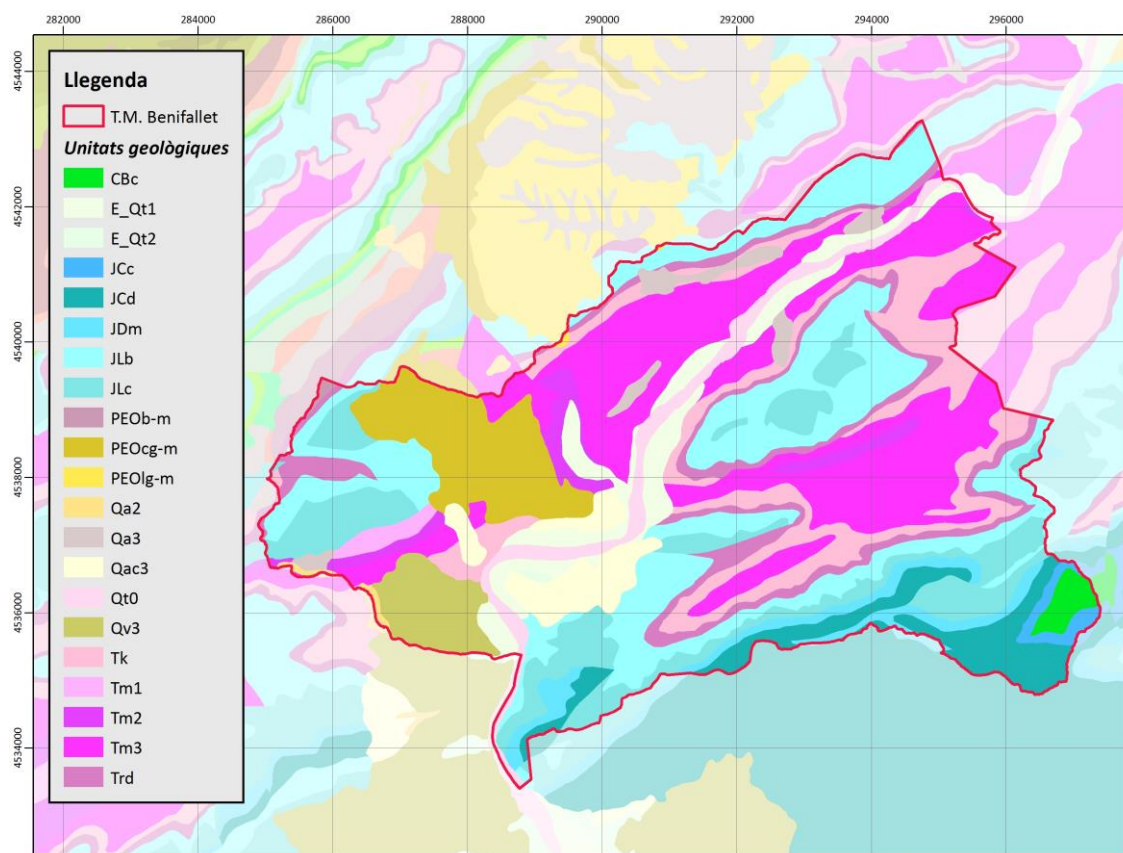 282000 284000 286000 288000 290000 292000 294000 296000
4544000
4542000
4540000
4538000
4536000
4534000
Llegenda
T.M. Benifallet
Unitats geològiques
CBc
E_Qt1
E_Qt2
JCc
JCd
JDm
JLb
JLc
PEOb-m
PEOcg-m
PEOlg-m
Qa2
Qa3
Qac3
Qt0
Qv3
Tk
Tm1
Tm2
Tm3
Trd